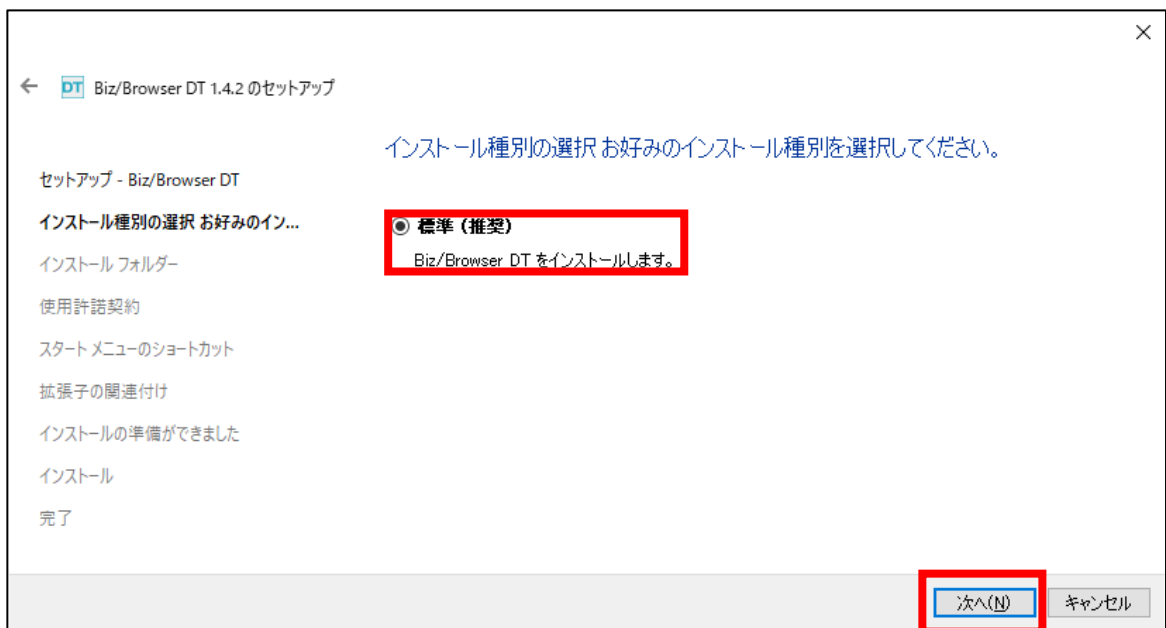 ← DT Biz/Browser DT 1.4.2 のセットアップ
インストール種別の選択 お好みのインストール種別を選択してください。
セットアップ - Biz/Browser DT
インストール種別の選択 お好みのイン...
インストール フォルダー
使用許諾契約
スタート メニューのショートカット
拡張子の関連付け
インストールの準備ができました
インストール
完了
標準 (推奨)
Biz/Browser DT をインストールします。
次へ(N)
キャンセル